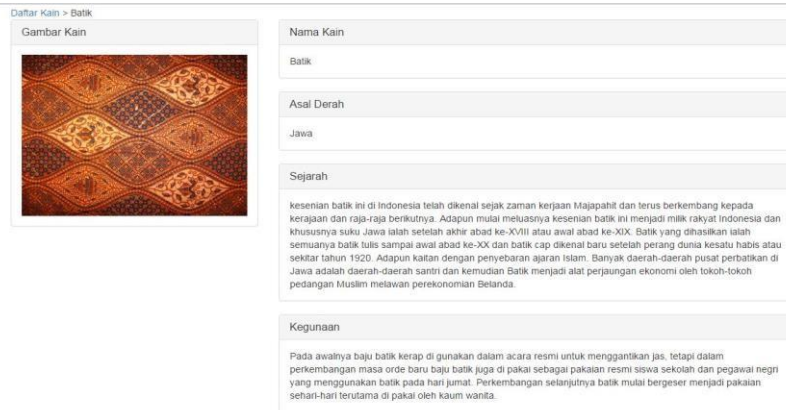 Daftar Kain > Batik
Gambar Kain
Nama Kain
Batik
Asal Derah
Jawa
Sejarah
kesenian batik ini di Indonesia telah dikenal sejak zaman kerjaan Majapahit dan terus berkembang kepada
kerajaan dan raja-raja berikutnya. Adapun mulai meluasnya kesenian batik ini menjadi milik rakyat Indonesia dan
khususnya suku Jawa ialah setelah akhir abad ke-XVIII atau awal abad ke-XIX. Batik yang dihasilkan ialah
semuanya batik tulis sampai awal abad ke-XX dan batik cap dikenal baru setelah perang dunia kesatu habis atau
sekitar tahun 1920. Adapun kaitan dengan penyebaran ajaran Islam. Banyak daerah-daerah pusat perbatikan di
Jawa adalah daerah-daerah santri dan kemudian Batik menjadi alat perjaungan ekonomi oleh tokoh-tokoh
pedangan Muslim melawan perekonomian Belanda.
Kegunaan
Pada awalnya baju batik kerap di gunakan dalam acara resmi untuk menggantikan jas, tetapi dalam
perkembangan masa orde baru baju batik juga di pakai sebagai pakaian resmi siswa sekolah dan pegawai negri
yang menggunakan batik pada hari jumat. Perkembangan selanjutnya batik mulai bergeser menjadi pakaian
sehari-hari terutama di pakai oleh kaum wanita.